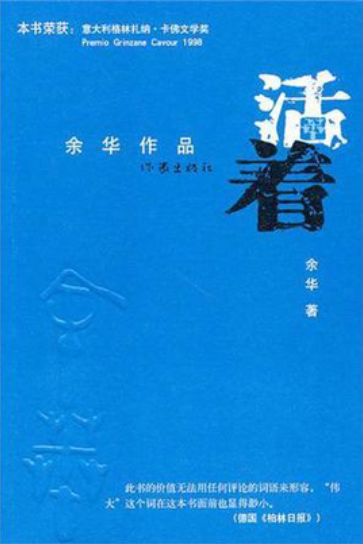 本书荣获：意大利格林扎纳·卡佛文学奖
Premio Grinzane Cavour 1998
活着
余华作品
作家出版社
余华 著
此书的价值无法用任何评论的词语来形容，“伟
大”这个词在这本书面前也显得渺小。
（德国《柏林日报》）